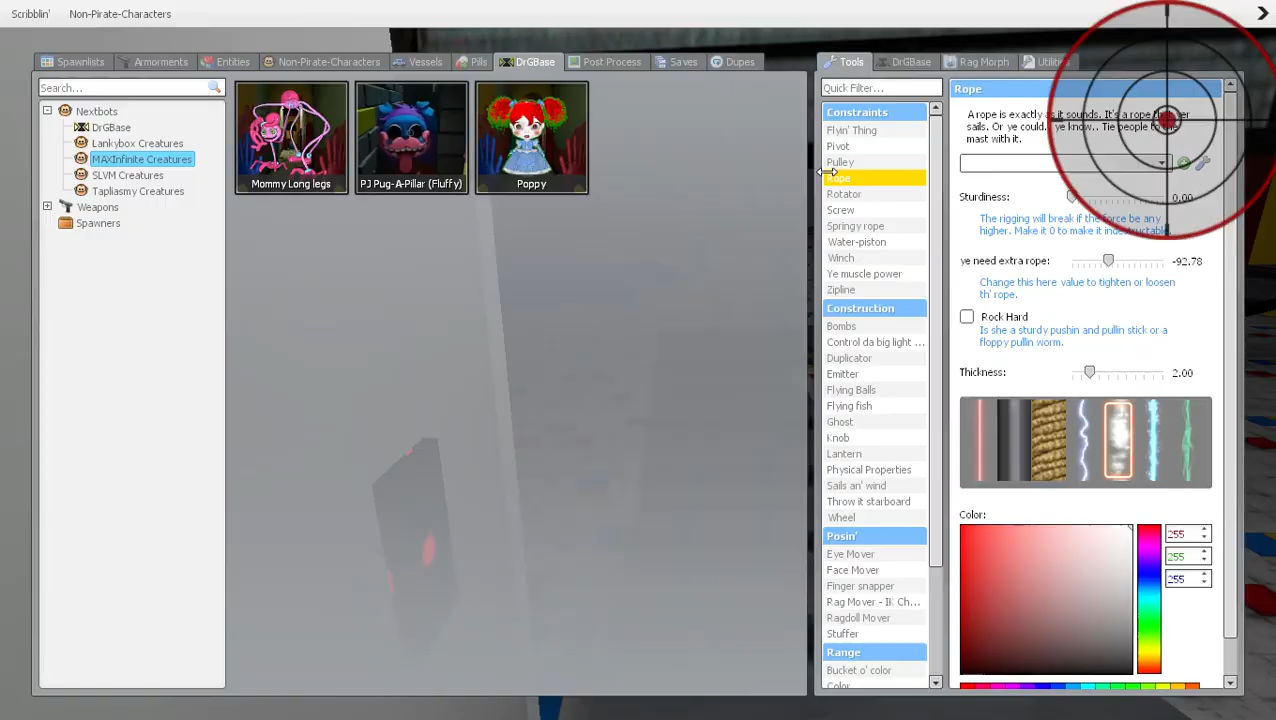 Scribblin' Non-Pirate-Characters
Spawnlists Armorments Entities Non-Pirate-Characters Vessels Pills DrGBase Post Process Saves Dupes
Tools DrGBase Rag Morph Utilities
Search...
Nextbots
DrGBase
Lankybox Creatures
MAXInfinite Creatures
SLVM Creatures
Tapliasmy Creatures
Weapons
Spawners
Mommy Long legs
PJ Pug-A-Pillar (Fluffy)
Poppy
Quick Filter...
Constraints
Flyin' Thing
Pivot
Pulley
Rope
Rotator
Screw
Springy rope
Water-piston
Winch
Ye muscle power
Zipline
Construction
Bombs
Control da big light ...
Duplicator
Emitter
Flying Balls
Flying fish
Ghost
Knob
Lantern
Physical Properties
Sails an' wind
Throw it starboard
Wheel
Posin'
Eye Mover
Face Mover
Finger snapper
Rag Mover - Ik Ch...
Ragdoll Mover
Stuffer
Range
Bucket o' color
Color
Rope
A rope is exactly as it sounds. It's a rope
sails. Or ye could.. ye know.. Tie people to the
mast with it.
Sturdiness: 0.00
The rigging will break if the force be any
higher. Make it 0 to make it indestructable.
ye need extra rope: -92.78
Change this here value to tighten or loosen
th' rope.
Rock Hard
Is she a sturdy pushin and pullin stick or a
floppy pullin worm.
Thickness: 2.00
Color:
255
255
255